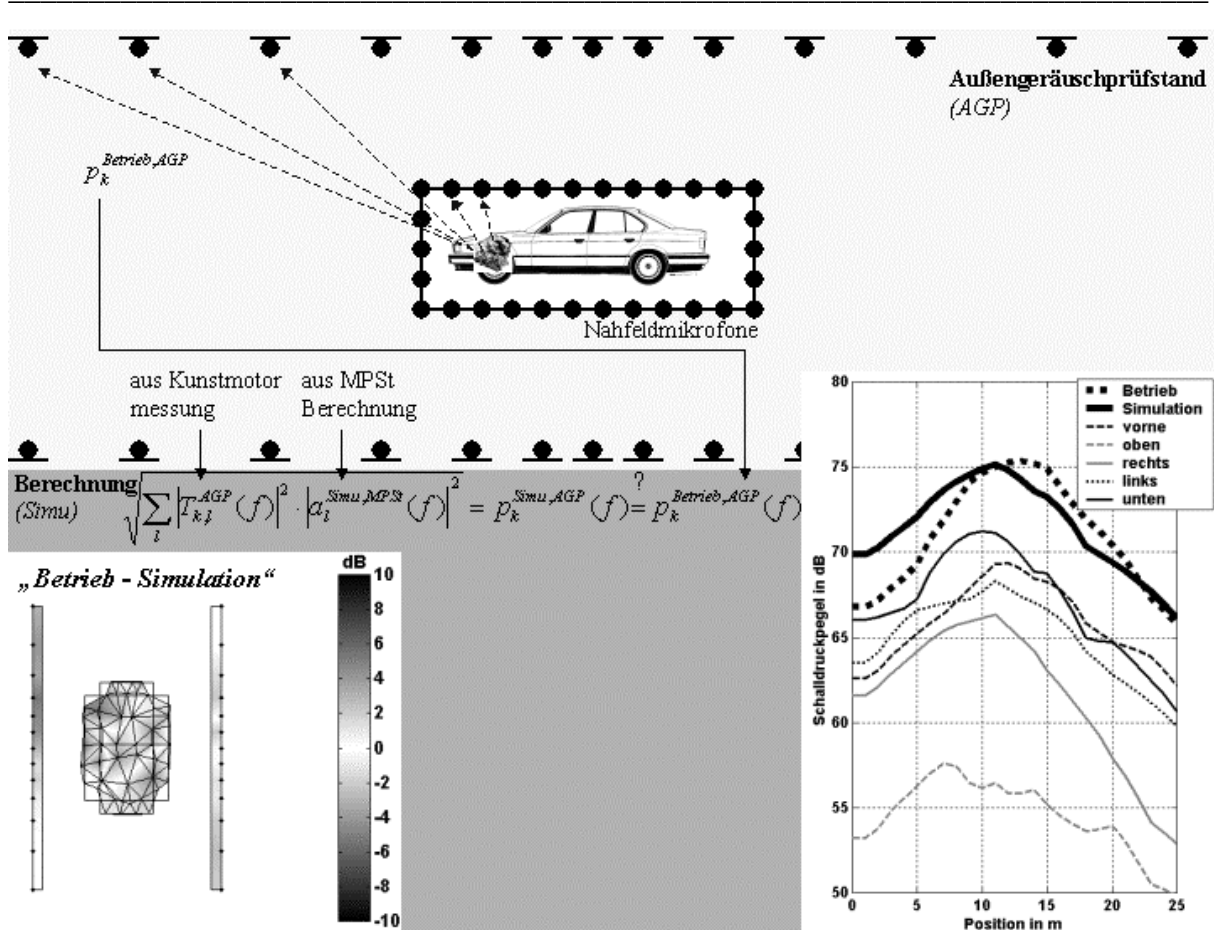 Außengeräuschprüfstand
(AGP)
p_k^{Betrieb,AGP}
Nahfeldmikrofone
aus Kunstmotor
messung
aus MPSt
Berechnung
Berechnung
(Simu)
√(∑_l |T_{k,l}^{AGP}(f)|² · |a_l^{Simu,MPSt}(f)|²) = p_k^{Simu,AGP}(f) ?= p_k^{Betrieb,AGP}(f)
„Betrieb - Simulation“
dB
10
8
6
4
2
0
-2
-4
-6
-8
-10
80
75
70
65
60
55
50
Schalldruckpegel in dB
Betrieb
Simulation
vorne
oben
rechts
links
unten
0 5 10 15 20 25
Position in m